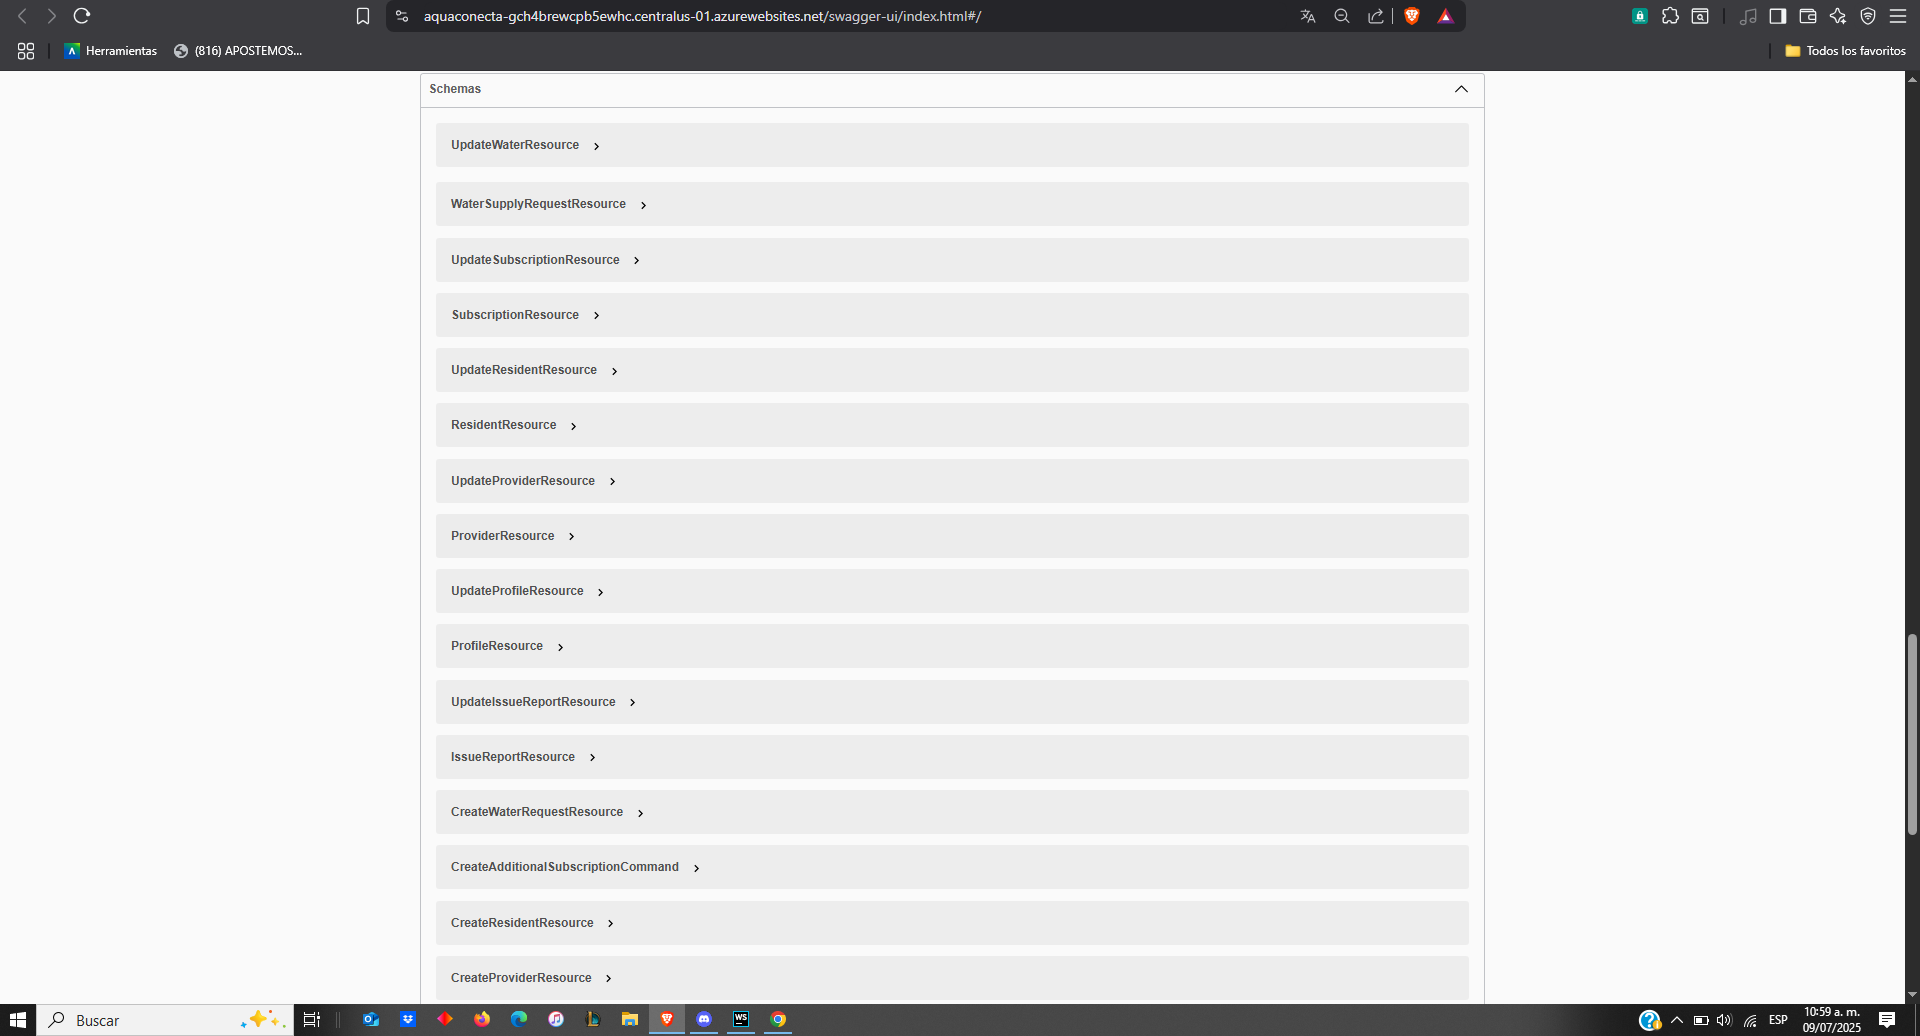 aquaconecta-gch4brewcpb5ewhc.centralus-01.azurewebsites.net/swagger-ui/index.html#/
Herramientas
(816) APOSTEMOS...
Todos los favoritos
Schemas
UpdateWaterResource
WaterSupplyRequestResource
UpdateSubscriptionResource
SubscriptionResource
UpdateResidentResource
ResidentResource
UpdateProviderResource
ProviderResource
UpdateProfileResource
ProfileResource
UpdateIssueReportResource
IssueReportResource
CreateWaterRequestResource
CreateAdditionalSubscriptionCommand
CreateResidentResource
CreateProviderResource
Buscar
WS
ESP
10:59 a. m.
09/07/2025